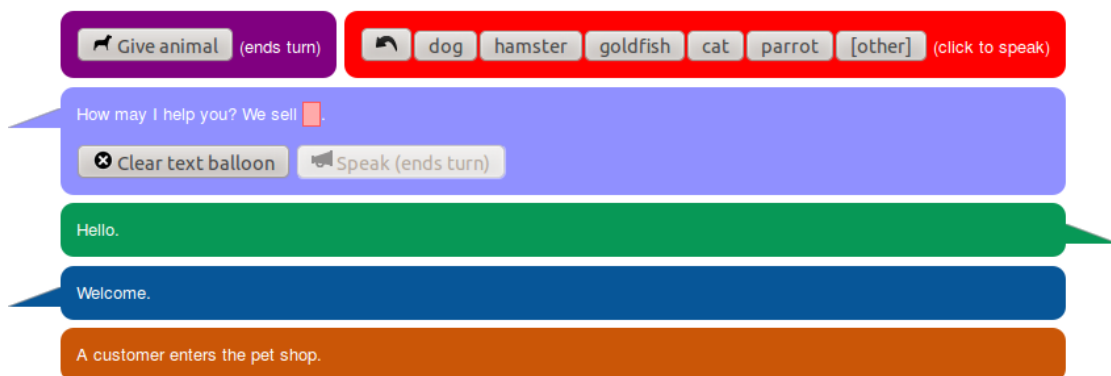 Give animal (ends turn) dog hamster goldfish cat parrot [other] (click to speak)
How may I help you? We sell .
Clear text balloon Speak (ends turn)
Hello.
Welcome.
A customer enters the pet shop.